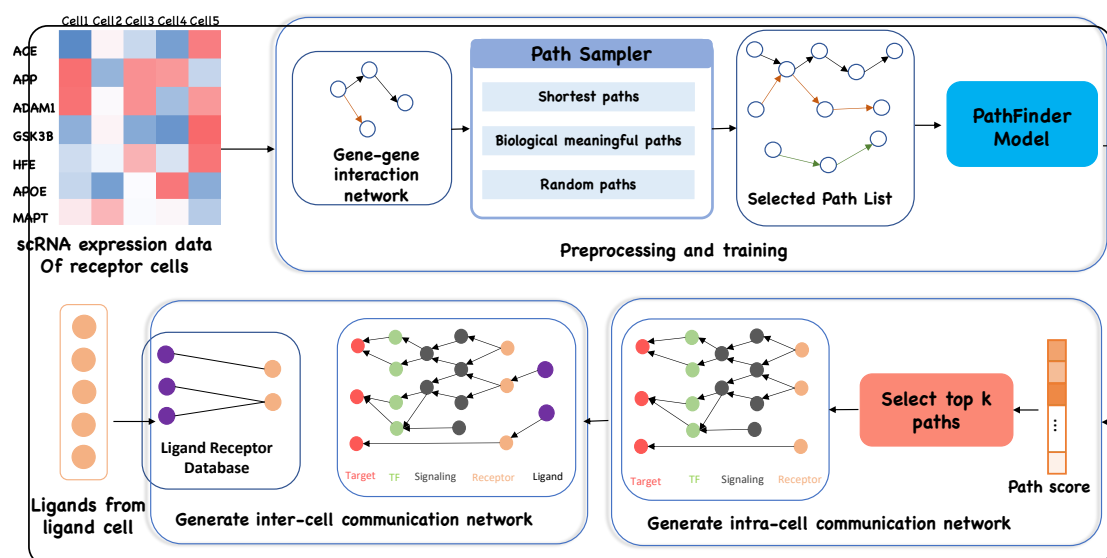 Cell1 Cell2 Cell3 Cell4 Cell5
ACE
APP
ADAM1
GSK3B
HFE
APOE
MAPT
scRNA expression data
Of receptor cells
Gene-gene
interaction
network
Path Sampler
Shortest paths
Biological meaningful paths
Random paths
Selected Path List
PathFinder
Model
Preprocessing and training
Ligands from
ligand cell
Ligand Receptor
Database
Target TF Signaling Receptor Ligand
Generate inter-cell communication network
Target TF Signaling Receptor
Generate intra-cell communication network
Select top k
paths
...
Path score